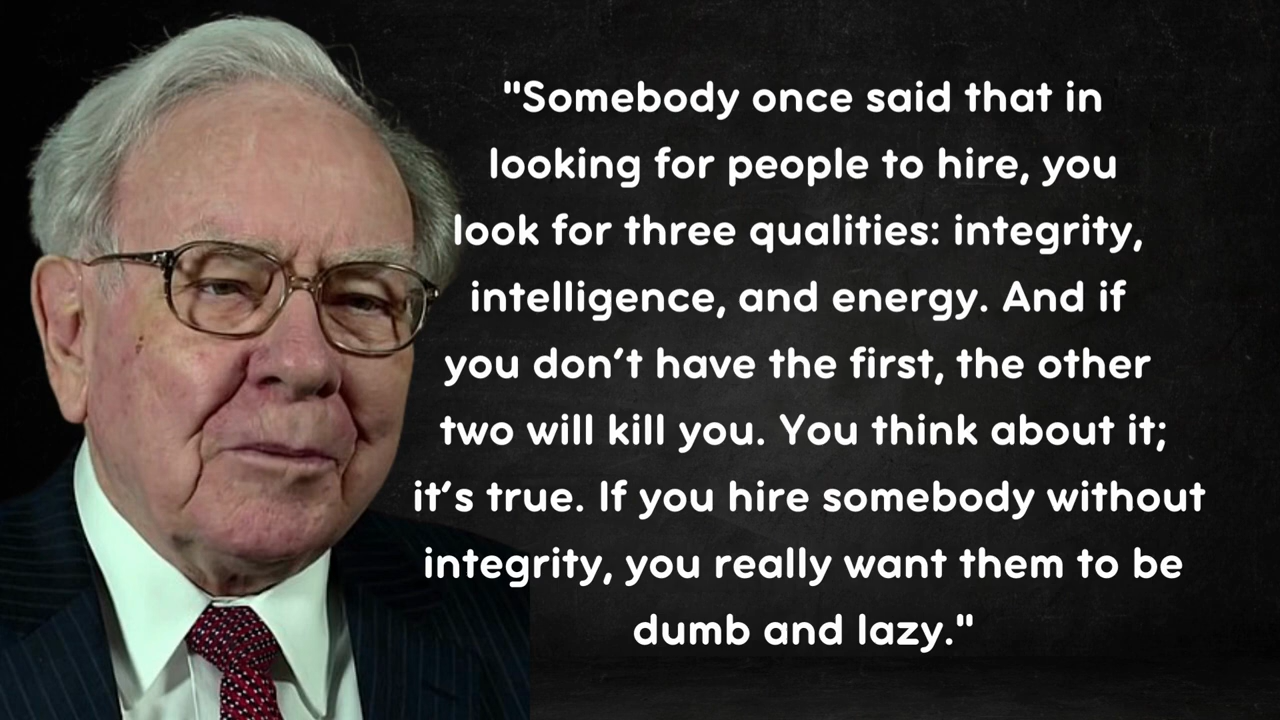 "Somebody once said that in
looking for people to hire, you
look for three qualities: integrity,
intelligence, and energy. And if
you don’t have the first, the other
two will kill you. You think about it;
it’s true. If you hire somebody without
integrity, you really want them to be
dumb and lazy."